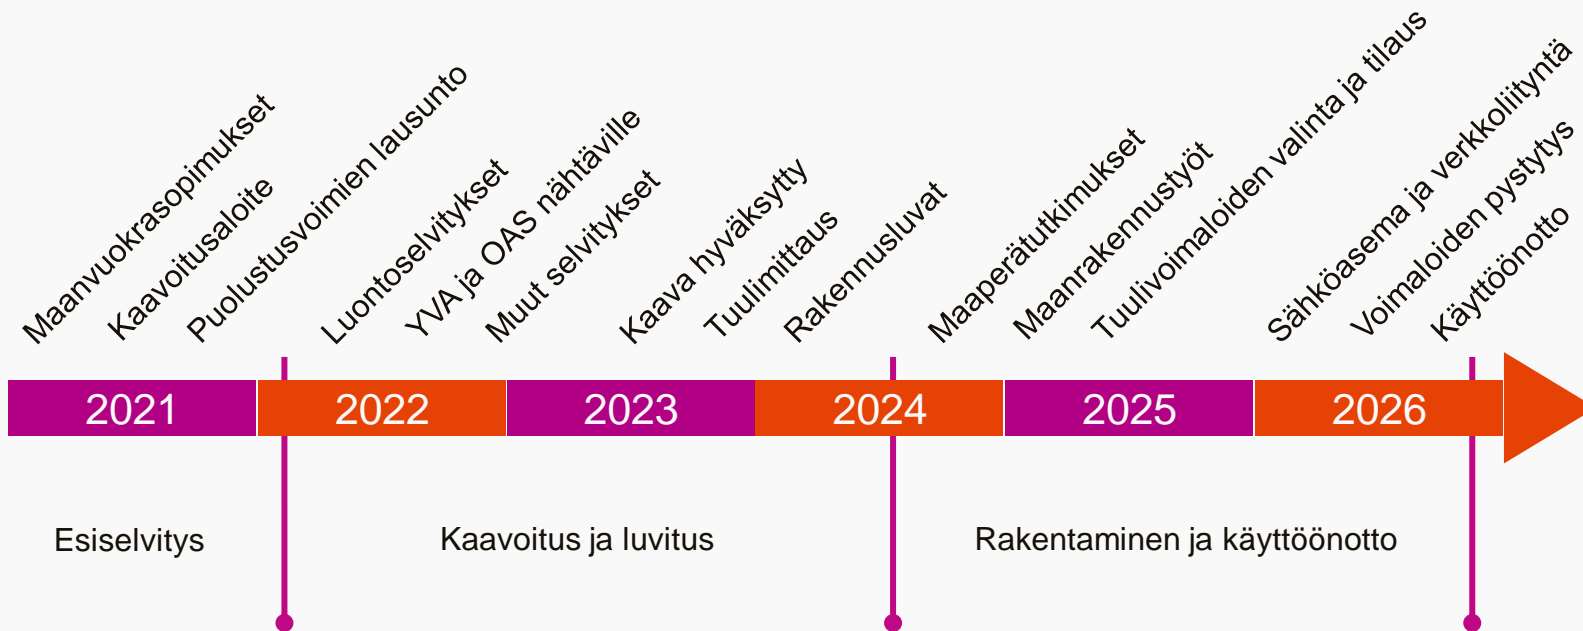 Maanvuokrasopimukset
Kaavoitusaloite
Puolustusvoimien lausunto
Luontoselvitykset
YVA ja OAS nähtäville
Muut selvitykset
Kaava hyväksytty
Tuulimittaus
Rakennusluvat
Maaperätutkimukset
Maanrakennustyöt
Tuulivoimaloiden valinta ja tilaus
Sähköasema ja verkkoliityntä
Voimaloiden pystytys
Käyttöönotto
2021
2022
2023
2024
2025
2026
Esiselvitys
Kaavoitus ja luvitus
Rakentaminen ja käyttöönotto